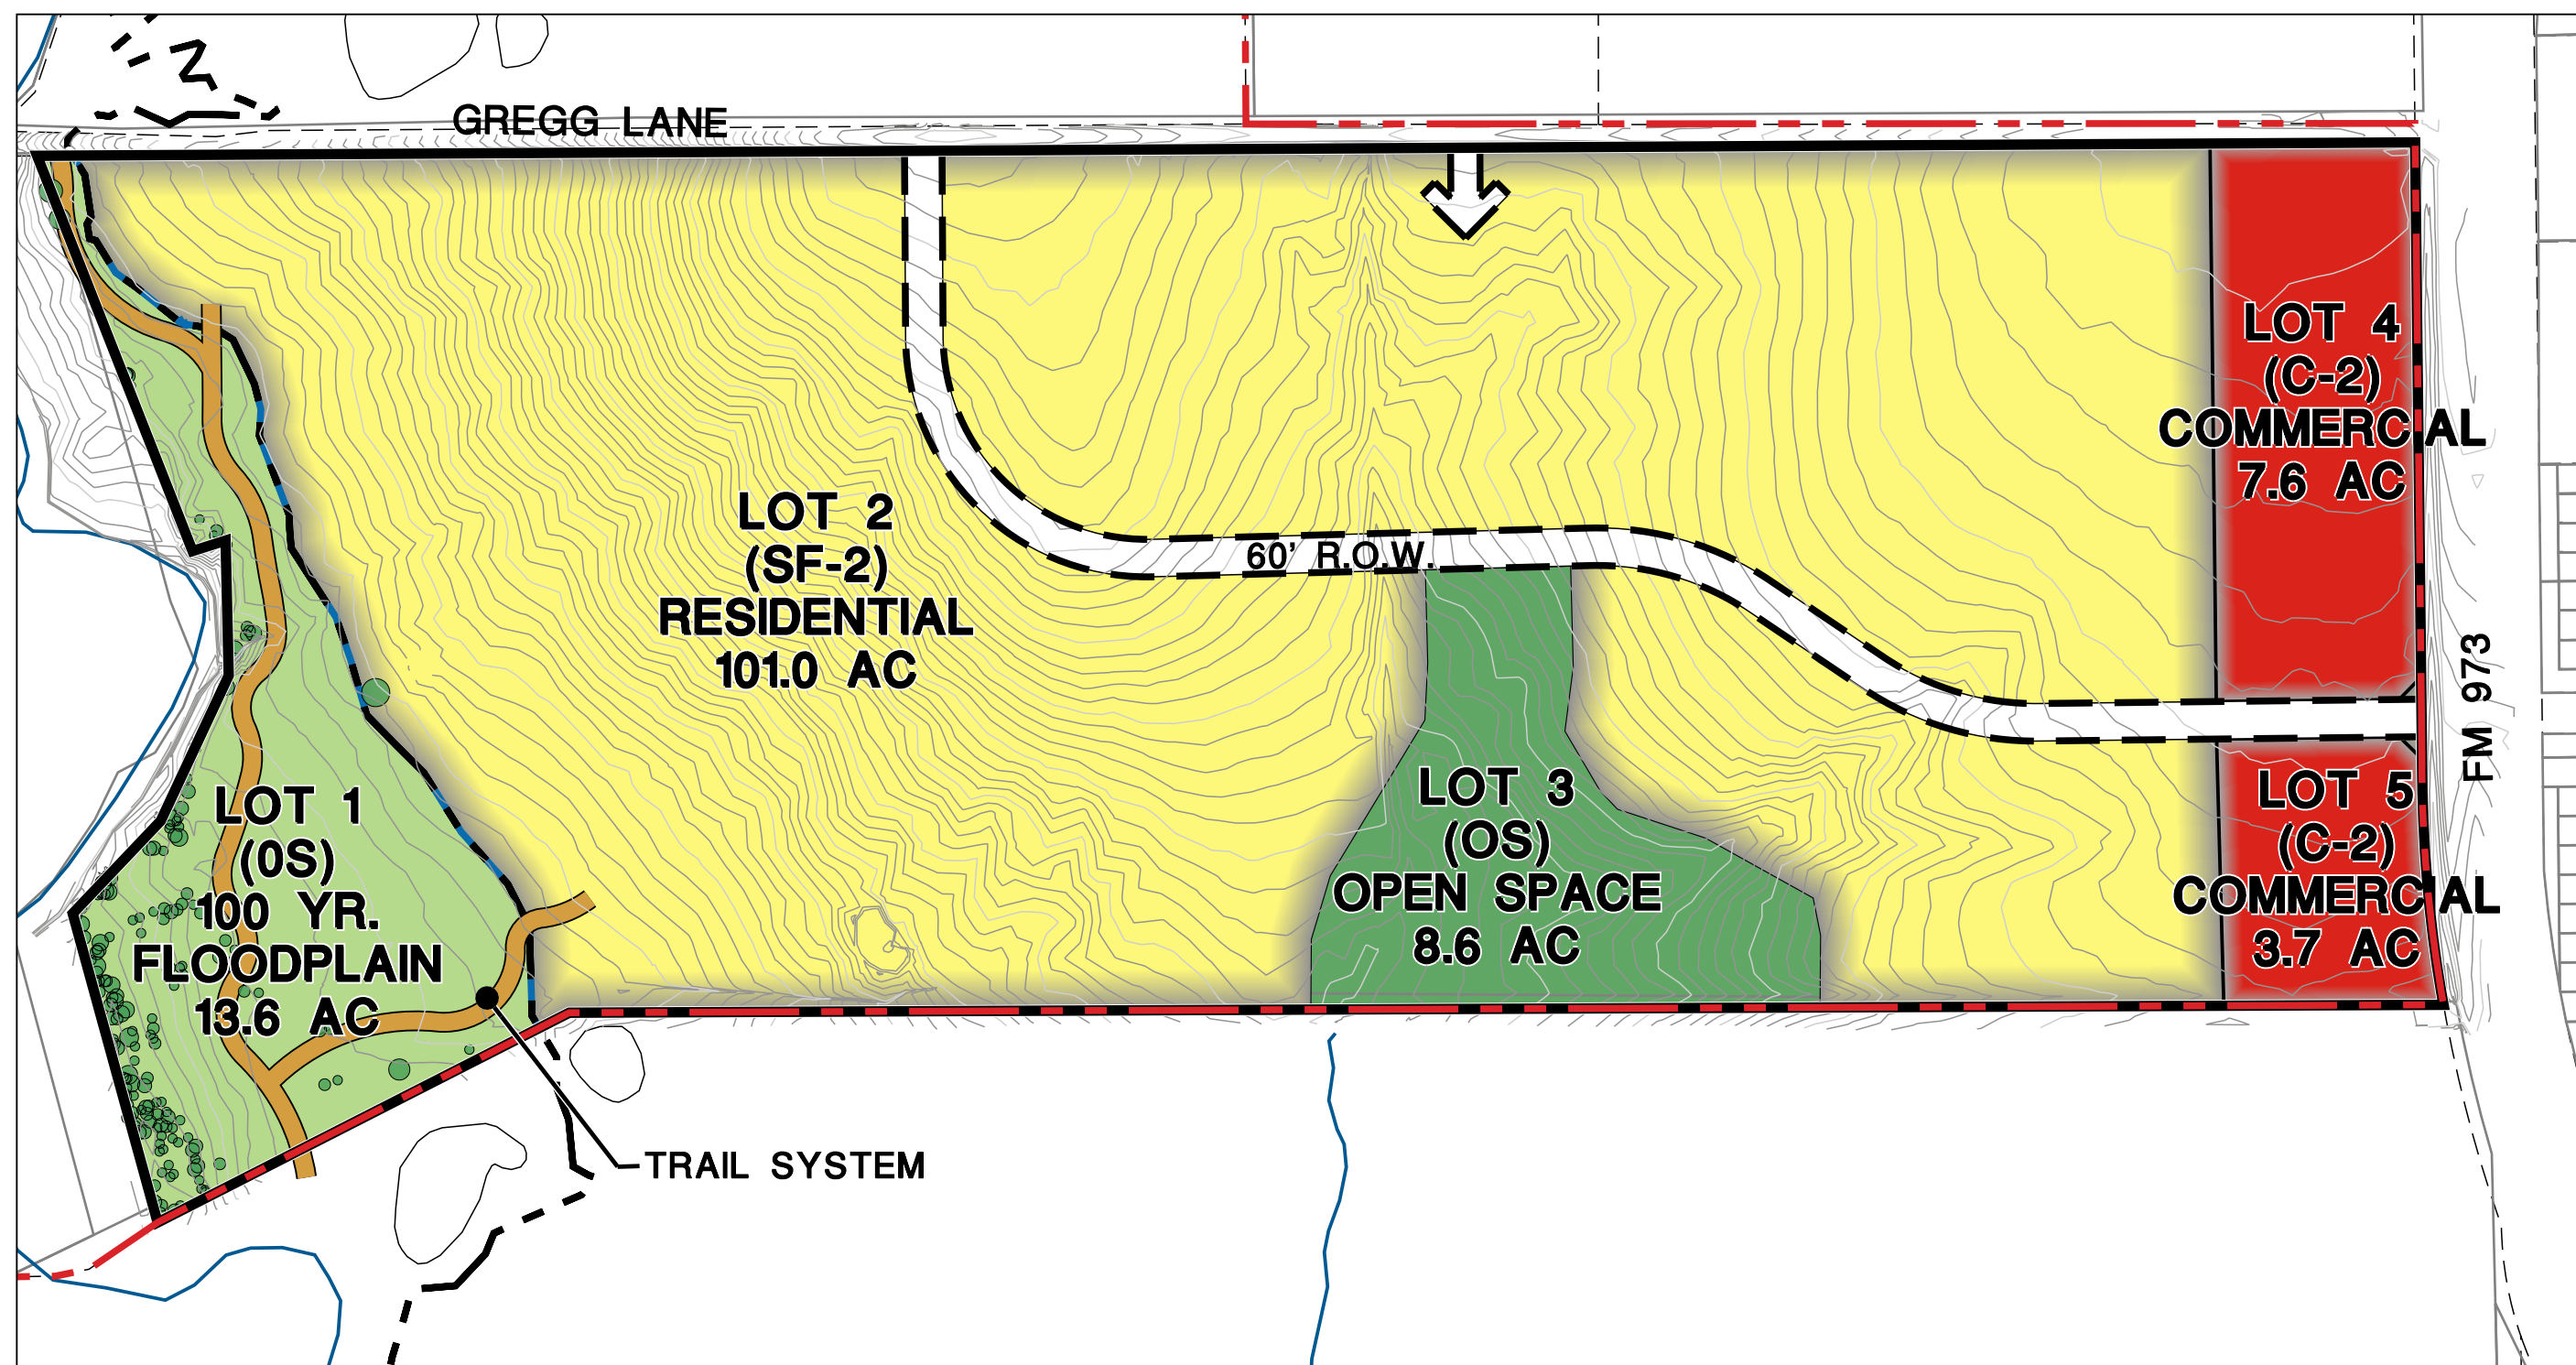 GREGG LANE
LOT 4
(C-2)
COMMERCIAL
7.6 AC
LOT 2
(SF-2)
RESIDENTIAL
101.0 AC
60' R.O.W.
FM 973
LOT 1
(0S)
100 YR.
FLOODPLAIN
13.6 AC
LOT 3
(OS)
OPEN SPACE
8.6 AC
LOT 5
(C-2)
COMMERCIAL
3.7 AC
TRAIL SYSTEM